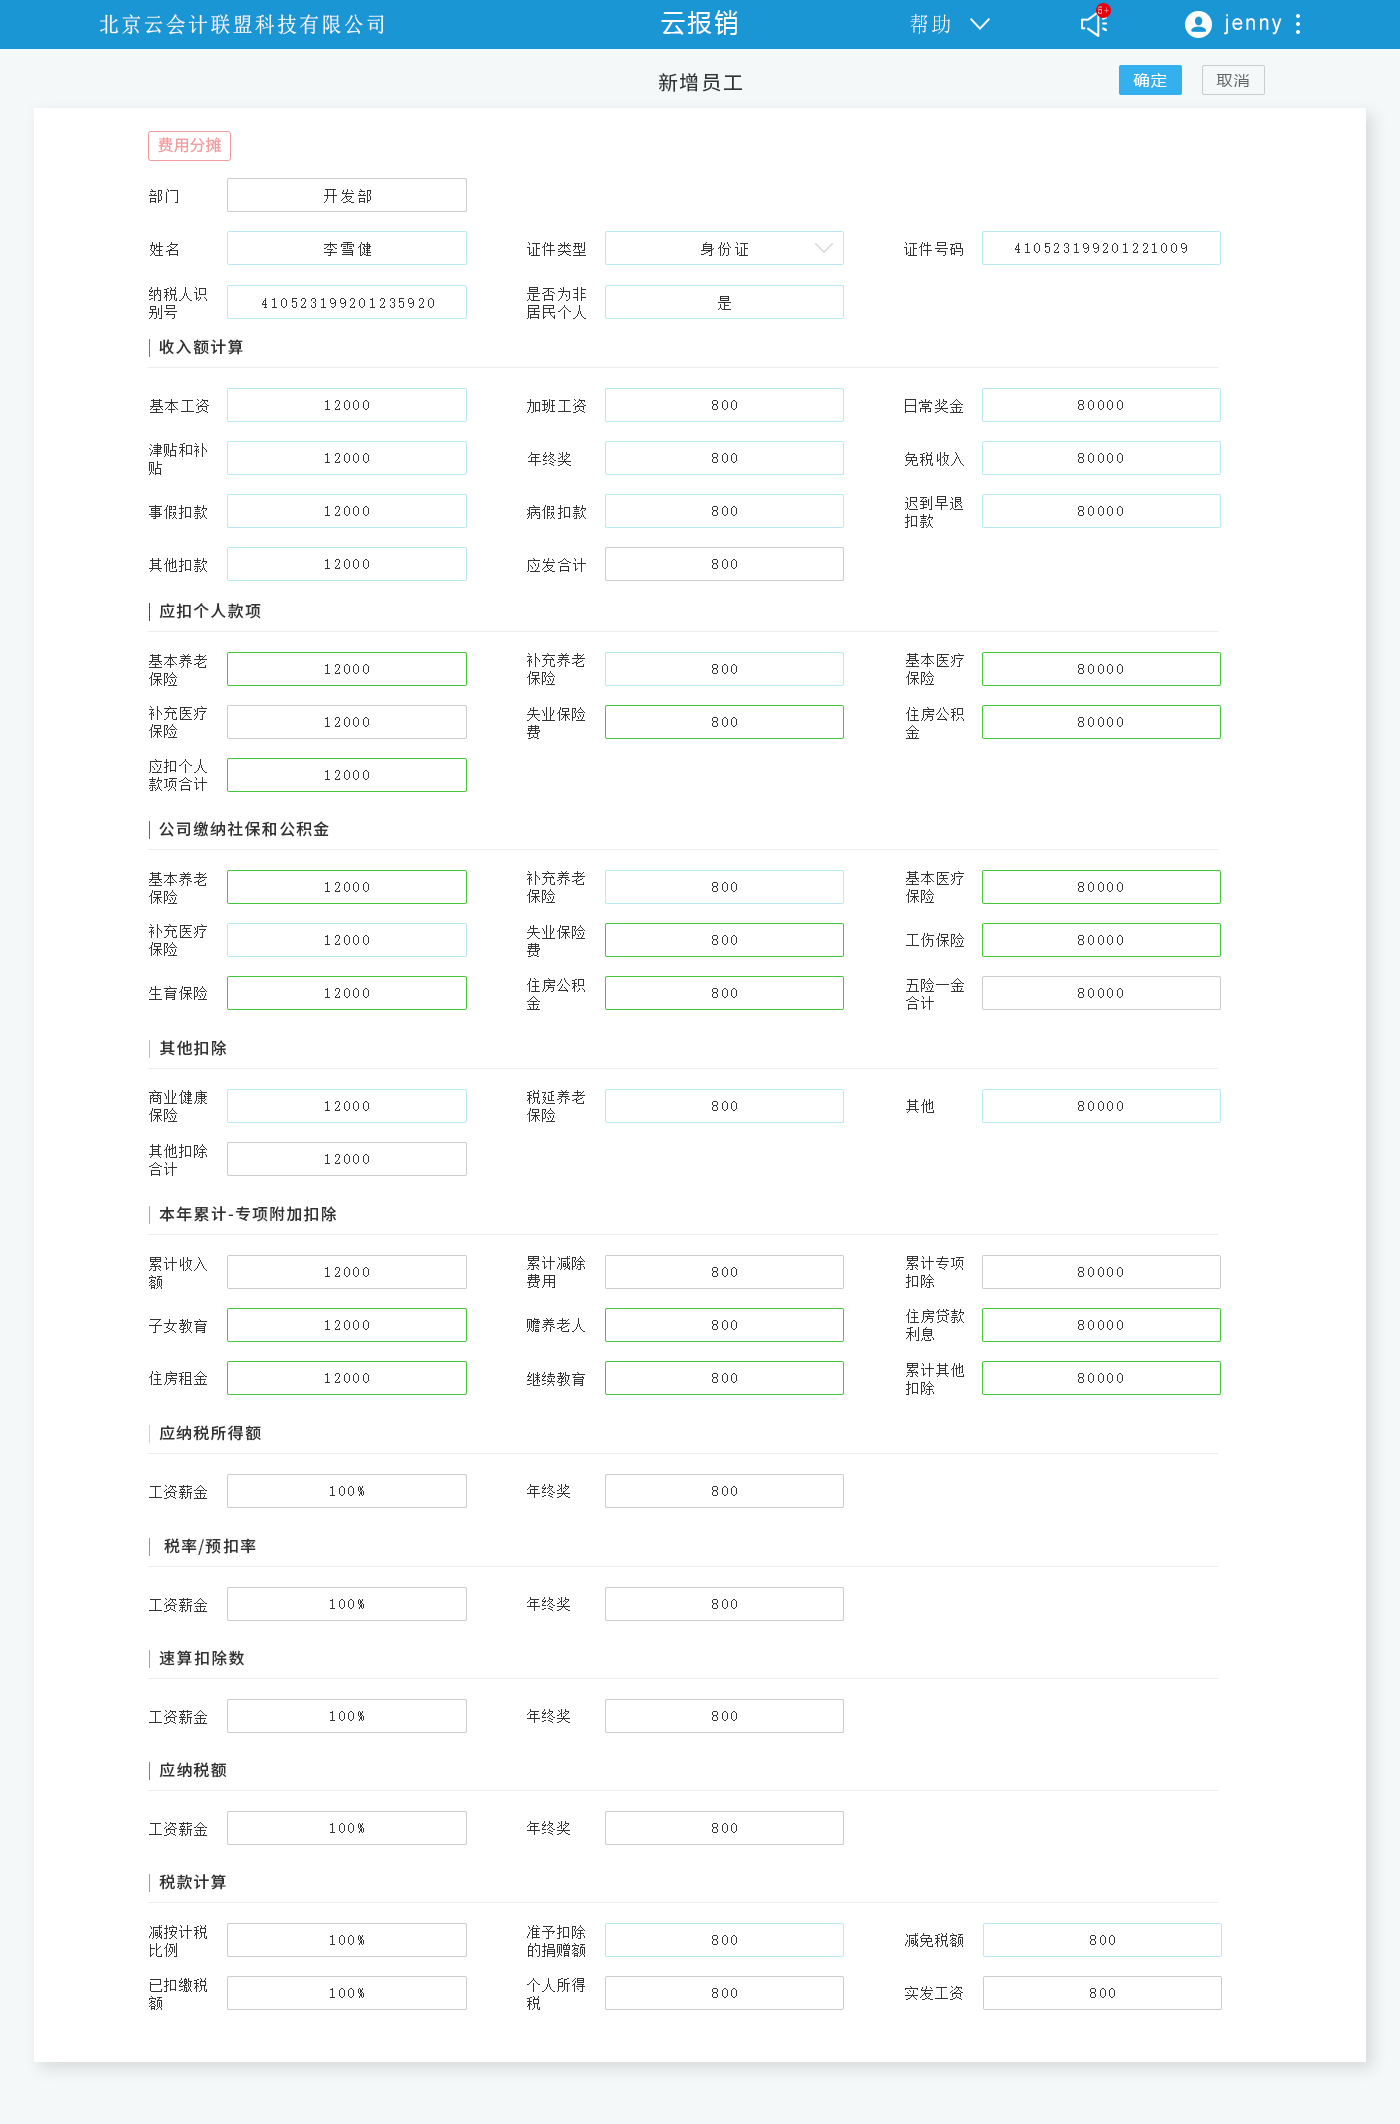 北京云会计联盟科技有限公司 云报销 帮助 5+ jenny
新增员工 确定 取消
费用分摊
部门 开发部
姓名 李雪健 证件类型 身份证 证件号码 410523199201221009
纳税人识别号 410523199201235920 是否为非居民个人 是
收入额计算
基本工资 12000 加班工资 800 日常奖金 80000
津贴和补贴 12000 年终奖 800 免税收入 80000
事假扣款 12000 病假扣款 800 迟到早退扣款 80000
其他扣款 12000 应发合计 800
应扣个人款项
基本养老保险 12000 补充养老保险 800 基本医疗保险 80000
补充医疗保险 12000 失业保险费 800 住房公积金 80000
应扣个人款项合计 12000
公司缴纳社保和公积金
基本养老保险 12000 补充养老保险 800 基本医疗保险 80000
补充医疗保险 12000 失业保险费 800 工伤保险 80000
生育保险 12000 住房公积金 800 五险一金合计 80000
其他扣除
商业健康保险 12000 税延养老保险 800 其他 80000
其他扣除合计 12000
本年累计-专项附加扣除
累计收入额 12000 累计减除费用 800 累计专项扣除 80000
子女教育 12000 赡养老人 800 住房贷款利息 80000
住房租金 12000 继续教育 800 累计其他扣除 80000
应纳税所得额
工资薪金 100% 年终奖 800
税率/预扣率
工资薪金 100% 年终奖 800
速算扣除数
工资薪金 100% 年终奖 800
应纳税额
工资薪金 100% 年终奖 800
税款计算
减按计税比例 100% 准予扣除的捐赠额 800 减免税额 800
已扣缴税额 100% 个人所得税 800 实发工资 800